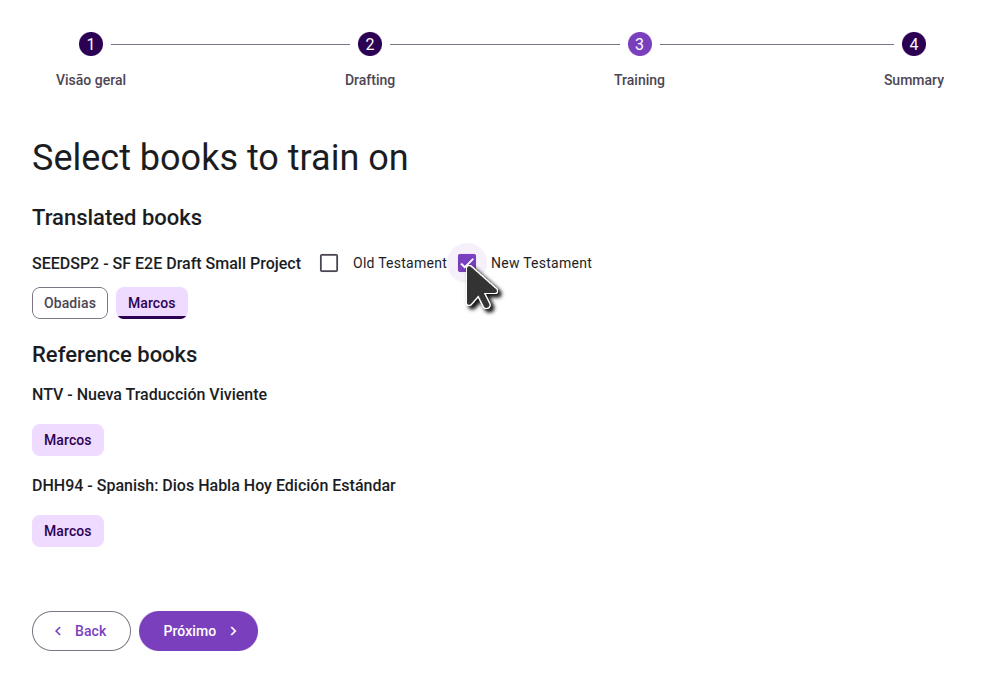 1 2 3 4
Visão geral Drafting Training Summary
Select books to train on
Translated books
SEEDSP2 - SF E2E Draft Small Project Old Testament New Testament
Obadias Marcos
Reference books
NTV - Nueva Traducción Viviente
Marcos
DHH94 - Spanish: Dios Habla Hoy Edición Estándar
Marcos
Back Próximo